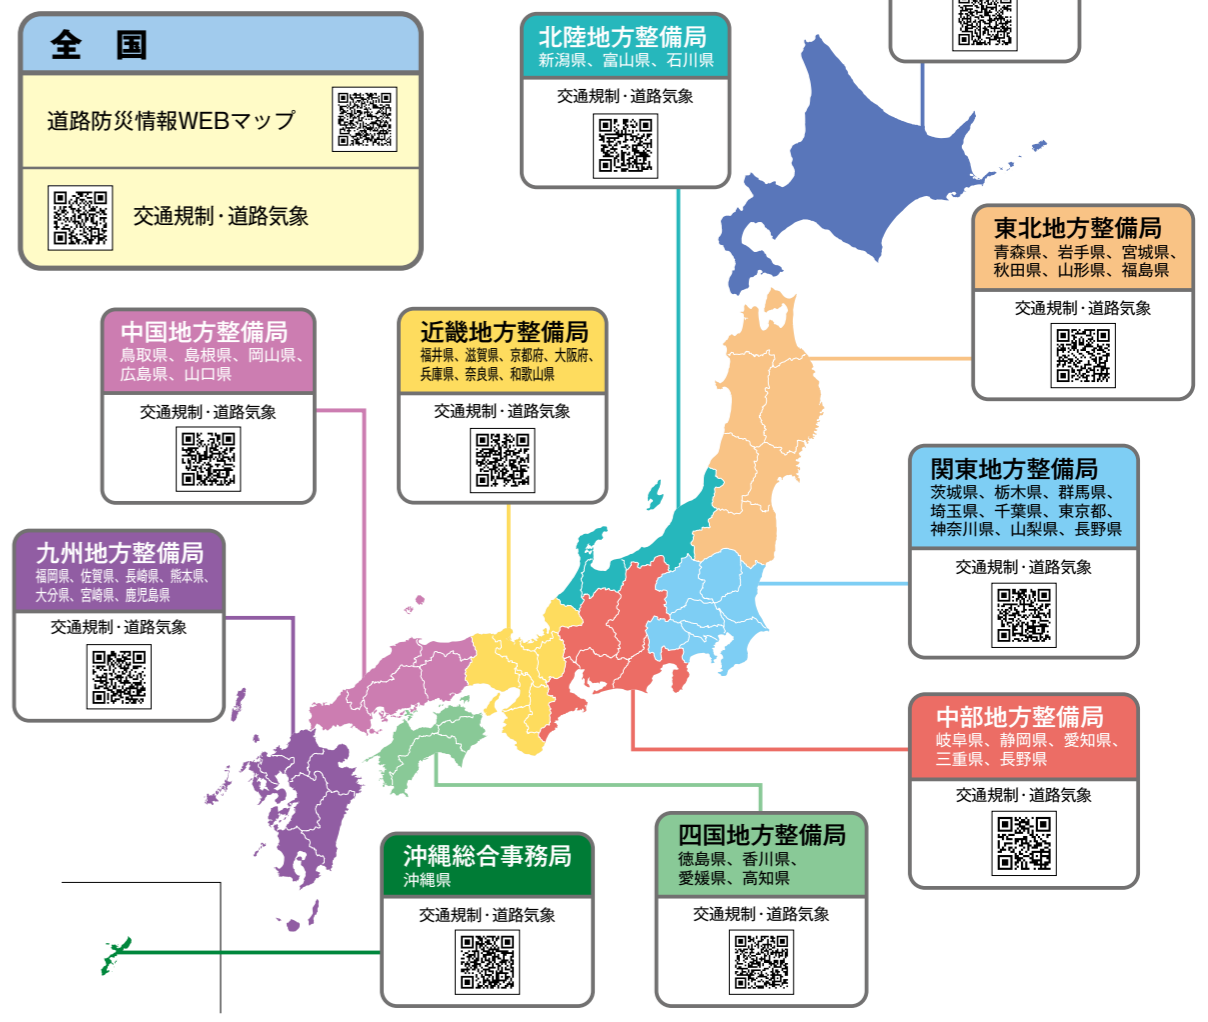 全 国
道路防災情報WEBマップ
交通規制・道路気象
北陸地方整備局
新潟県、富山県、石川県
交通規制・道路気象
東北地方整備局
青森県、岩手県、宮城県、
秋田県、山形県、福島県
交通規制・道路気象
中国地方整備局
鳥取県、島根県、岡山県、
広島県、山口県
交通規制・道路気象
近畿地方整備局
福井県、滋賀県、京都府、大阪府、
兵庫県、奈良県、和歌山県
交通規制・道路気象
関東地方整備局
茨城県、栃木県、群馬県、
埼玉県、千葉県、東京都、
神奈川県、山梨県、長野県
交通規制・道路気象
九州地方整備局
福岡県、佐賀県、長崎県、熊本県、
大分県、宮崎県、鹿児島県
交通規制・道路気象
中部地方整備局
岐阜県、静岡県、愛知県、
三重県、長野県
交通規制・道路気象
四国地方整備局
徳島県、香川県、
愛媛県、高知県
交通規制・道路気象
沖縄総合事務局
沖縄県
交通規制・道路気象